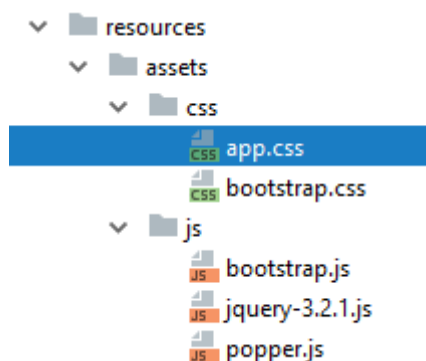 resources
assets
css
CSS app.css
CSS bootstrap.css
js
JS bootstrap.js
JS jquery-3.2.1.js
JS popper.js